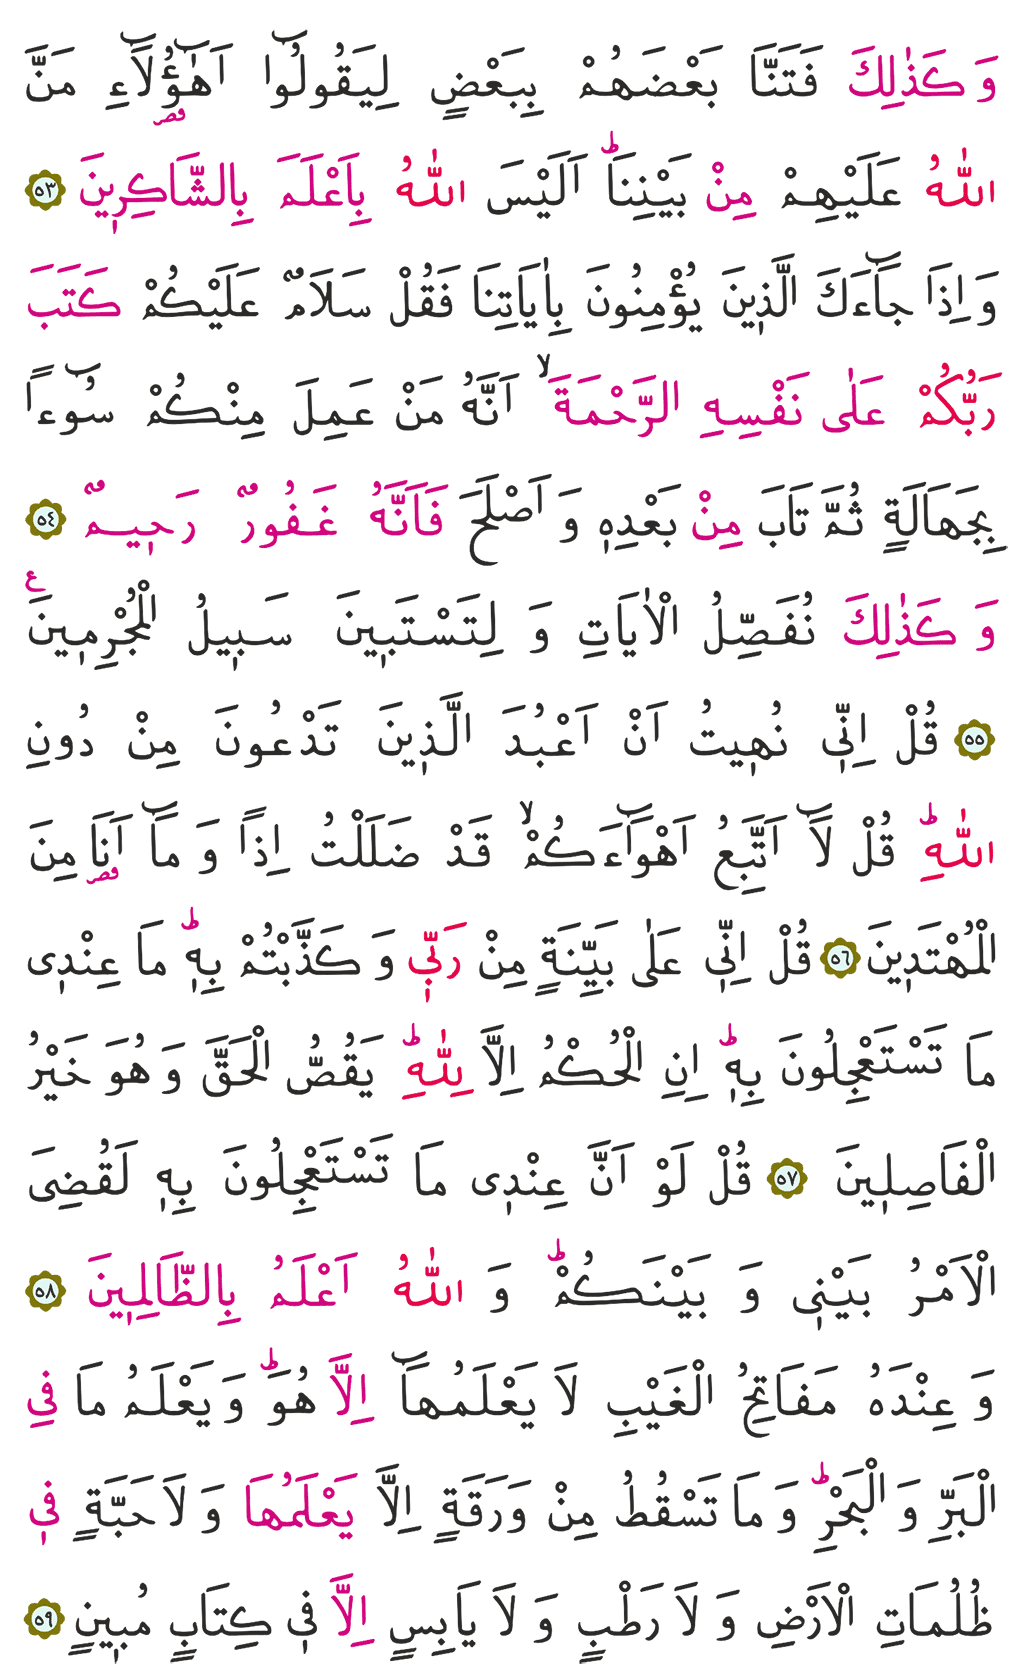 وَ كَذٰلِكَ فَتَنَّا بَعْضَهُمْ بِبَعْضٍ لِيَقُولُٓوا اَهٰٓؤُ۬لَٓاءِ مَنَّ
اللّٰهُ عَلَيْهِمْ مِنْ بَيْنِنَاۜ اَلَيْسَ اللّٰهُ بِاَعْلَمَ بِالشَّاكِرٖينَ ٥٣
وَ اِذَا جَٓاءَكَ الَّذٖينَ يُؤْمِنُونَ بِاٰيَاتِنَا فَقُلْ سَلَامٌ عَلَيْكُمْ كَتَبَ
رَبُّكُمْ عَلٰى نَفْسِهِ الرَّحْمَةَۙ اَنَّهُ مَنْ عَمِلَ مِنْكُمْ سُٓوءاً
بِجَهَالَةٍ ثُمَّ تَابَ مِنْ بَعْدِهٖ وَ اَصْلَحَ فَاَنَّهُ غَفُورٌ رَحٖيمٌ ٥٤
وَ كَذٰلِكَ نُفَصِّلُ الْاٰيَاتِ وَ لِتَسْتَبٖينَ سَبٖيلُ الْمُجْرِمٖينَ ع
٥٥ قُلْ اِنّٖي نُهٖيتُ اَنْ اَعْبُدَ الَّذٖينَ تَدْعُونَ مِنْ دُونِ
اللّٰهِۜ قُلْ لَٓا اَتَّبِعُ اَهْوَٓاءَكُمْۙ قَدْ ضَلَلْتُ اِذاً وَ مَٓا اَنَا۬ مِنَ
الْمُهْتَدٖينَ ٥٦ قُلْ اِنّٖي عَلٰى بَيِّنَةٍ مِنْ رَبّٖي وَ كَذَّبْتُمْ بِهٖۜ مَا عِنْدٖى
مَا تَسْتَعْجِلُونَ بِهٖۜ اِنِ الْحُكْمُ اِلَّا لِلّٰهِۜ يَقُصُّ الْحَقَّ وَ هُوَ خَيْرُ
الْفَاصِلٖينَ ٥٧ قُلْ لَوْ اَنَّ عِنْدٖى مَا تَسْتَعْجِلُونَ بِهٖ لَقُضِىَ
الْاَمْرُ بَيْنٖى وَ بَيْنَكُمْۜ وَ اللّٰهُ اَعْلَمُ بِالظَّالِمٖينَ ٥٨
وَ عِنْدَهُ مَفَاتِحُ الْغَيْبِ لَا يَعْلَمُهَٓا اِلَّا هُوَۜ وَ يَعْلَمُ مَا فِي
الْبَرِّ وَ الْبَحْرِۜ وَ مَا تَسْقُطُ مِنْ وَرَقَةٍ اِلَّا يَعْلَمُهَا وَ لَا حَبَّةٍ فٖي
ظُلُمَاتِ الْاَرْضِ وَ لَا رَطْبٍ وَ لَا يَابِسٍ اِلَّا فٖي كِتَابٍ مُبٖينٍ ٥٩